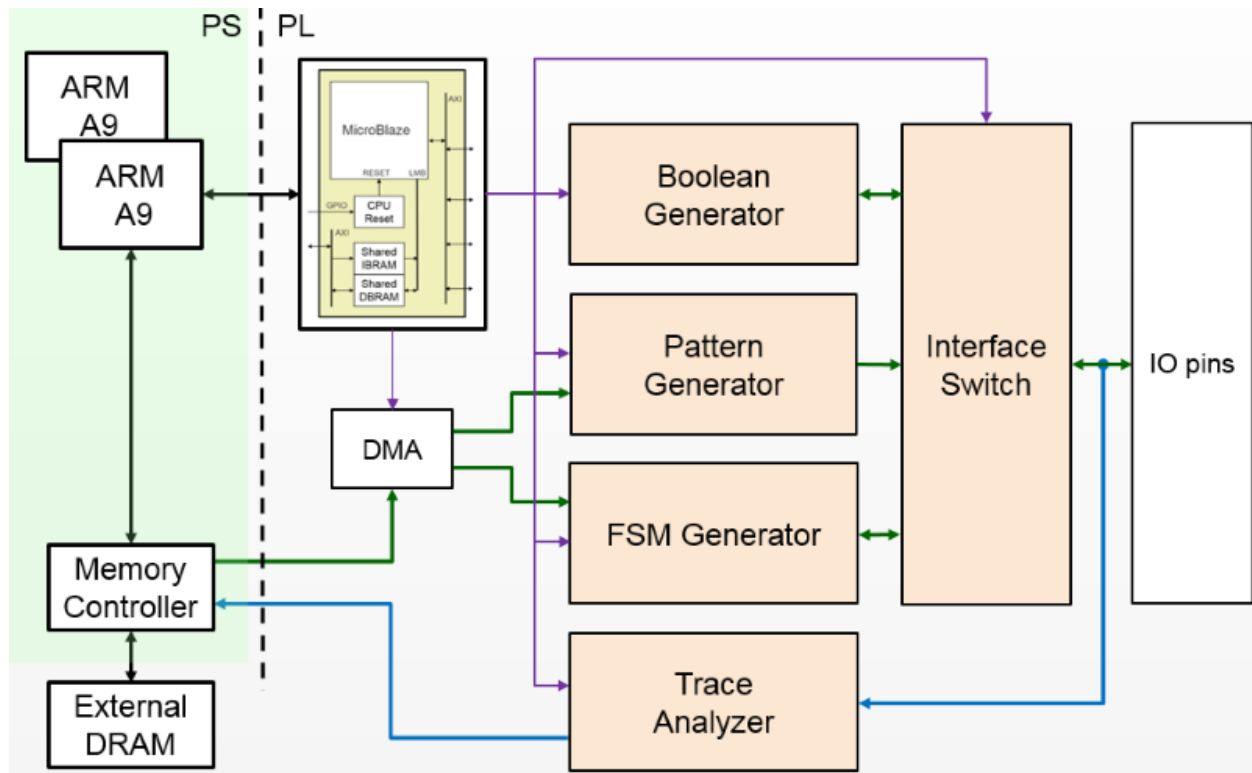 PS
PL
ARM
A9
ARM
A9
MicroBlaze
AXI
RESET
LMB
GPIO
CPU
Reset
AXI
Shared
IBRAM
Shared
DBRAM
Boolean
Generator
Pattern
Generator
Interface
Switch
IO pins
DMA
FSM Generator
Memory
Controller
Trace
Analyzer
External
DRAM